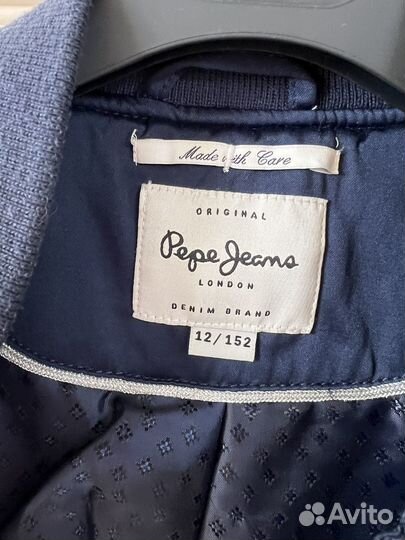 Made with Care
ORIGINAL
Pepe Jeans
LONDON
DENIM BRAND
12/152
Avito